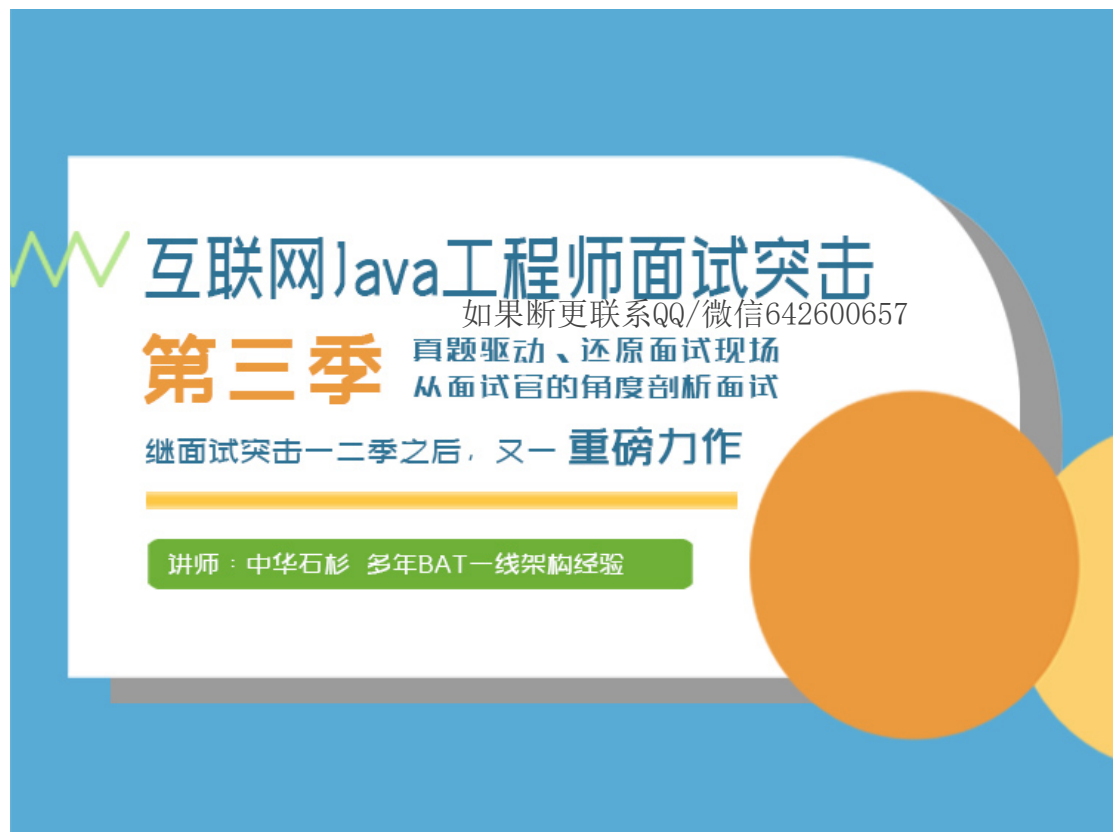 互联网Java工程师面试突击
如果断更联系QQ/微信642600657
第三季
真题驱动、还原面试现场
从面试官的角度剖析面试
继面试突击一二季之后，又一 重磅力作
讲师：中华石杉 多年BAT一线架构经验